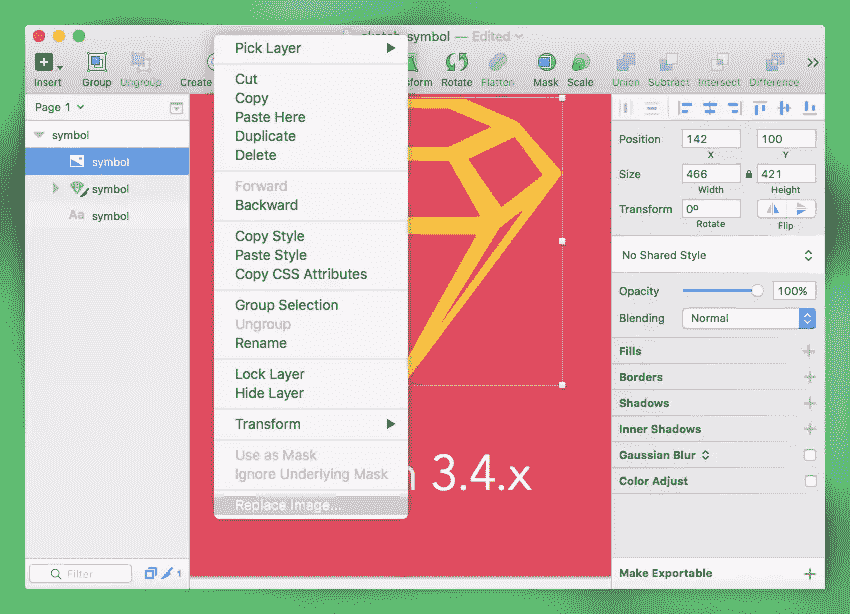 symbol — Edited
Insert
Group
Ungroup
Create
Rotate
Flatten
Mask
Scale
Union
Subtract
Intersect
Difference
Page 1
symbol
symbol
symbol
Aa symbol
Filter
1
Pick Layer
Cut
Copy
Paste Here
Duplicate
Delete
Forward
Backward
Copy Style
Paste Style
Copy CSS Attributes
Group Selection
Ungroup
Rename
Lock Layer
Hide Layer
Transform
Use as Mask
Ignore Underlying Mask
Replace Image...
3.4.x
Position 142 100
X Y
Size 466 421
Width Height
Transform 0º
Rotate Flip
No Shared Style
Opacity 100%
Blending Normal
Fills
Borders
Shadows
Inner Shadows
Gaussian Blur
Color Adjust
Make Exportable